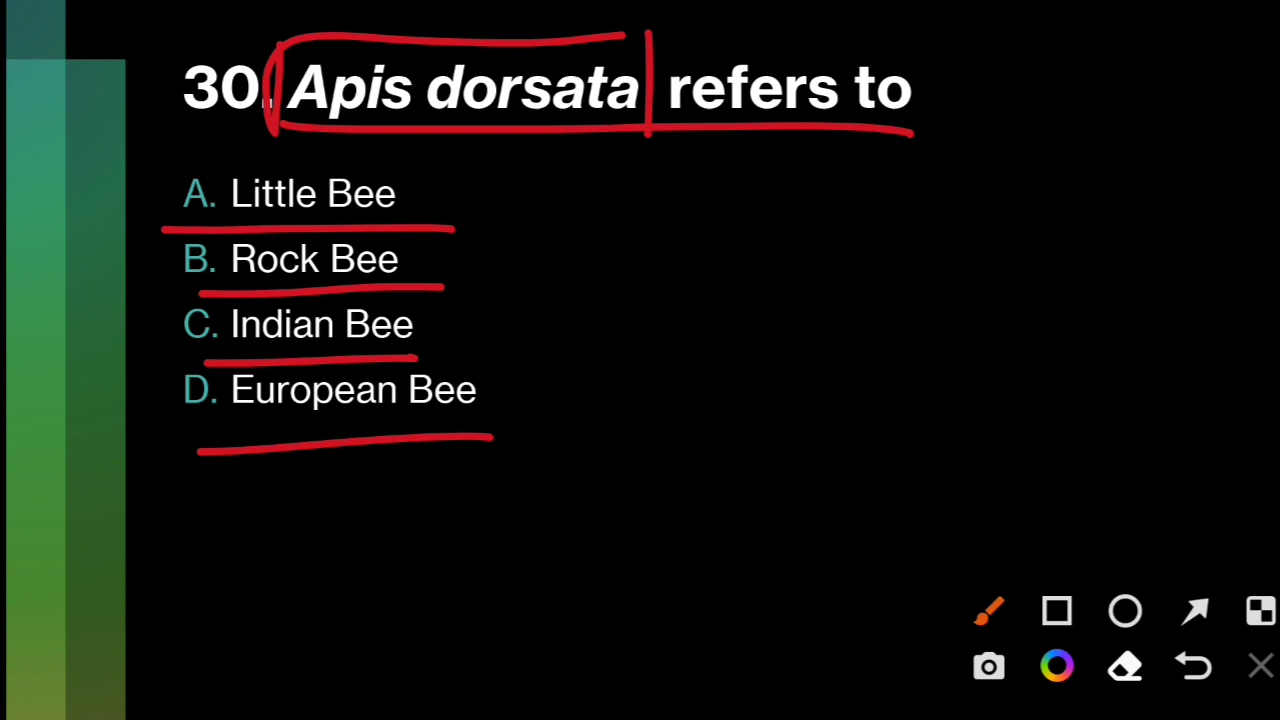 30. Apis dorsata refers to
A. Little Bee
B. Rock Bee
C. Indian Bee
D. European Bee